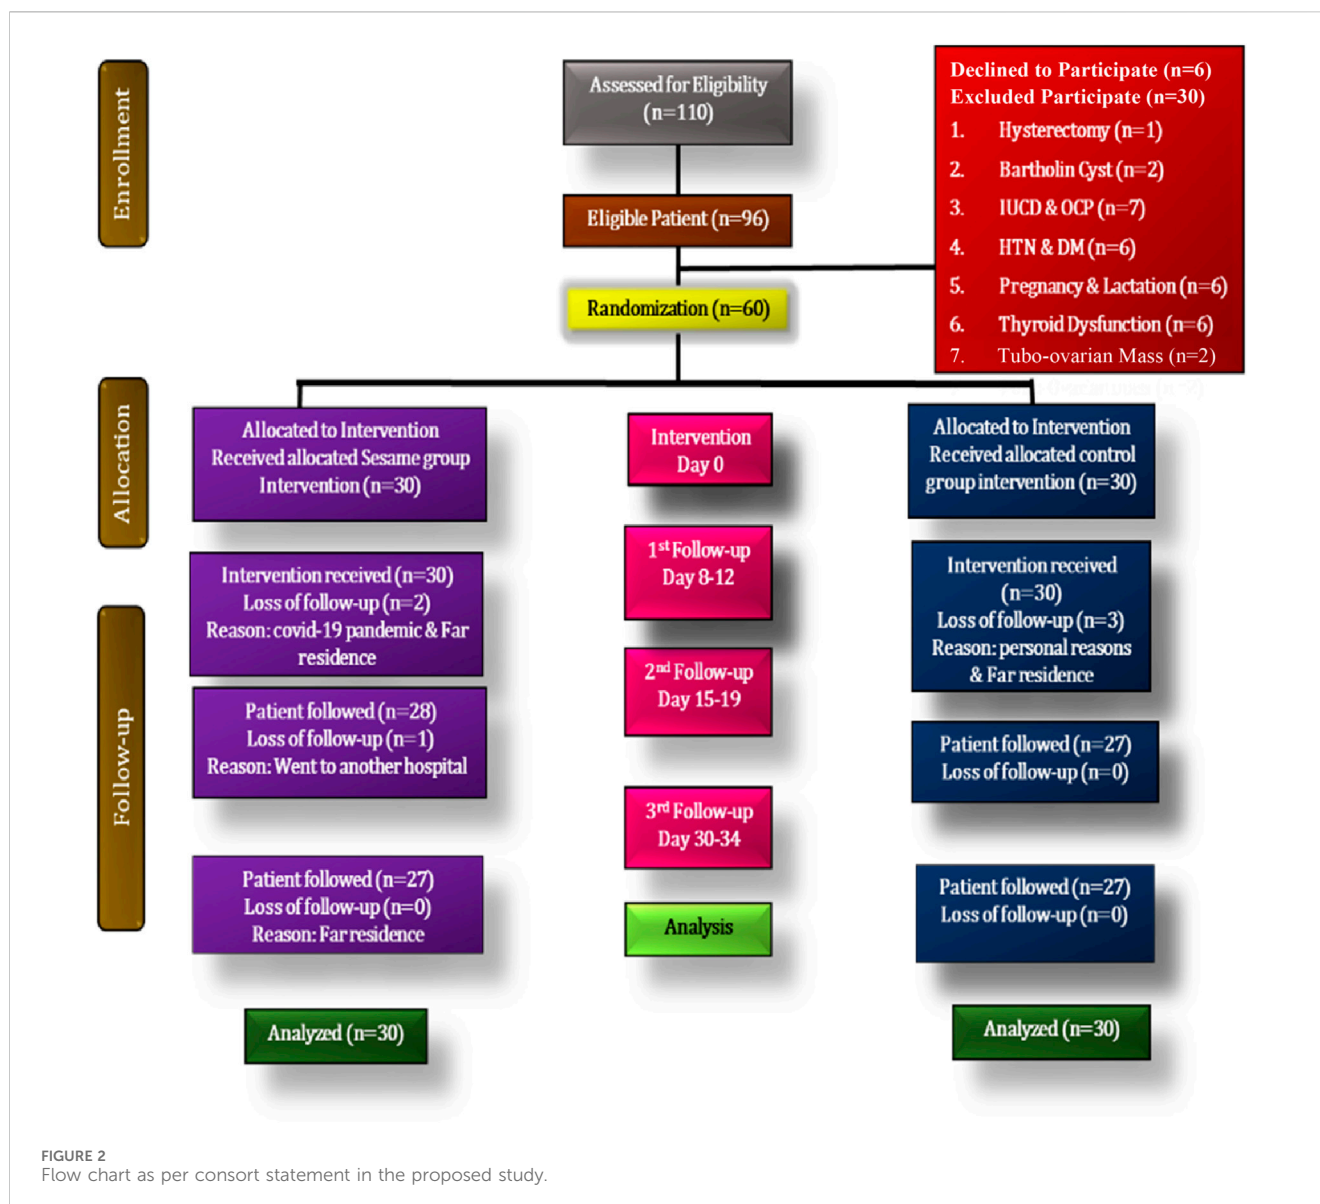 Enrollment
Assessed for Eligibility
(n=110)
Eligible Patient (n=96)
Randomization (n=60)
Declined to Participate (n=6)
Excluded Participate (n=30)
1. Hysterectomy (n=1)
2. Bartholin Cyst (n=2)
3. IUCD & OCP (n=7)
4. HTN & DM (n=6)
5. Pregnancy & Lactation (n=6)
6. Thyroid Dysfunction (n=6)
7. Tubo-ovarian Mass (n=2)
Allocation
Allocated to Intervention
Received allocated Sesame group
Intervention (n=30)
Intervention
Day 0
Allocated to Intervention
Received allocated control
group intervention (n=30)
Follow-up
Intervention received (n=30)
Loss of follow-up (n=2)
Reason: covid-19 pandemic & Far
residence
1st Follow-up
Day 8-12
Intervention received
(n=30)
Loss of follow-up (n=3)
Reason: personal reasons
& Far residence
Patient followed (n=28)
Loss of follow-up (n=1)
Reason: Went to another hospital
2nd Follow-up
Day 15-19
Patient followed (n=27)
Loss of follow-up (n=0)
Patient followed (n=27)
Loss of follow-up (n=0)
Reason: Far residence
3rd Follow-up
Day 30-34
Patient followed (n=27)
Loss of follow-up (n=0)
Analysis
Analyzed (n=30)
Analyzed (n=30)
FIGURE 2
Flow chart as per consort statement in the proposed study.